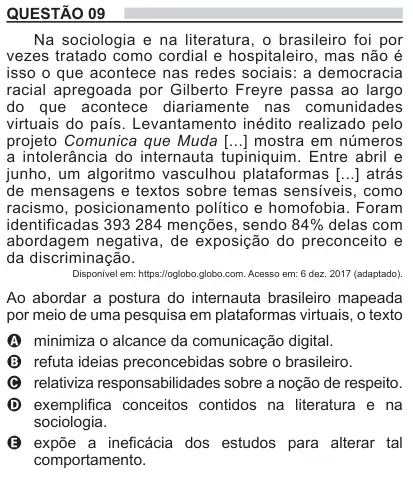 QUESTÃO 09
Na sociologia e na literatura, o brasileiro foi por
vezes tratado como cordial e hospitaleiro, mas não é
isso o que acontece nas redes sociais: a democracia
racial apregoada por Gilberto Freyre passa ao largo
do que acontece diariamente nas comunidades
virtuais do país. Levantamento inédito realizado pelo
projeto Comunica que Muda [...] mostra em números
a intolerância do internauta tupiniquim. Entre abril e
junho, um algoritmo vasculhou plataformas [...] atrás
de mensagens e textos sobre temas sensíveis, como
racismo, posicionamento político e homofobia. Foram
identificadas 393 284 menções, sendo 84% delas com
abordagem negativa, de exposição do preconceito e
da discriminação.
Disponível em: https://oglobo.globo.com. Acesso em: 6 dez. 2017 (adaptado).
Ao abordar a postura do internauta brasileiro mapeada
por meio de uma pesquisa em plataformas virtuais, o texto
A minimiza o alcance da comunicação digital.
B refuta ideias preconcebidas sobre o brasileiro.
C relativiza responsabilidades sobre a noção de respeito.
D exemplifica conceitos contidos na literatura e na
sociologia.
E expõe a ineficácia dos estudos para alterar tal
comportamento.